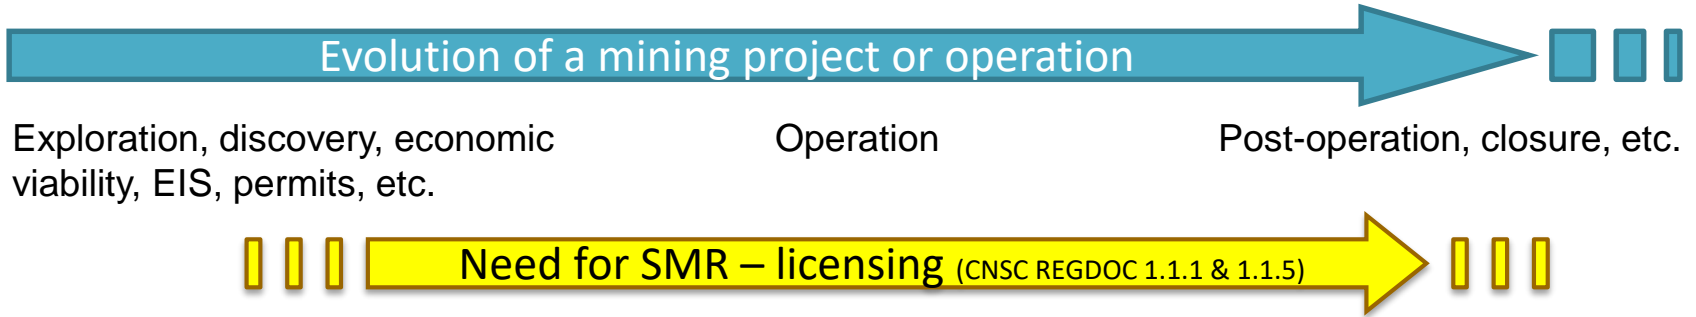 Evolution of a mining project or operation
Exploration, discovery, economic
viability, EIS, permits, etc.
Operation
Post-operation, closure, etc.
Need for SMR – licensing (CNSC REGDOC 1.1.1 & 1.1.5)